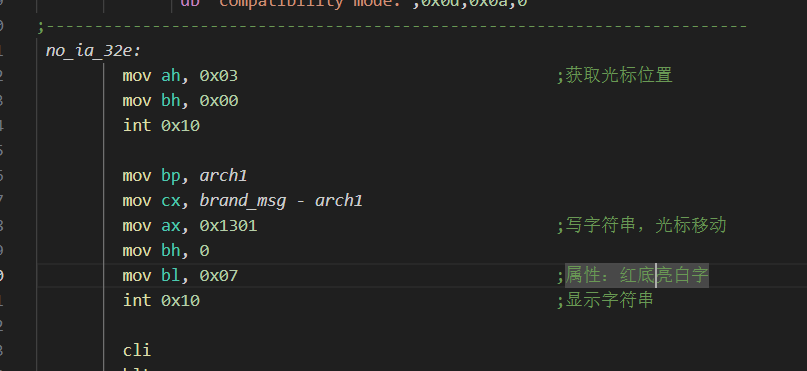 db "compatibility mode.",0x0d,0x0a,0
;-------------------------------------------------------------------
no_ia_32e:
mov ah, 0x03 ;获取光标位置
mov bh, 0x00
int 0x10
mov bp, arch1
mov cx, brand_msg - arch1
mov ax, 0x1301 ;写字符串，光标移动
mov bh, 0
mov bl, 0x07 ;属性：红底亮白字
int 0x10 ;显示字符串
cli